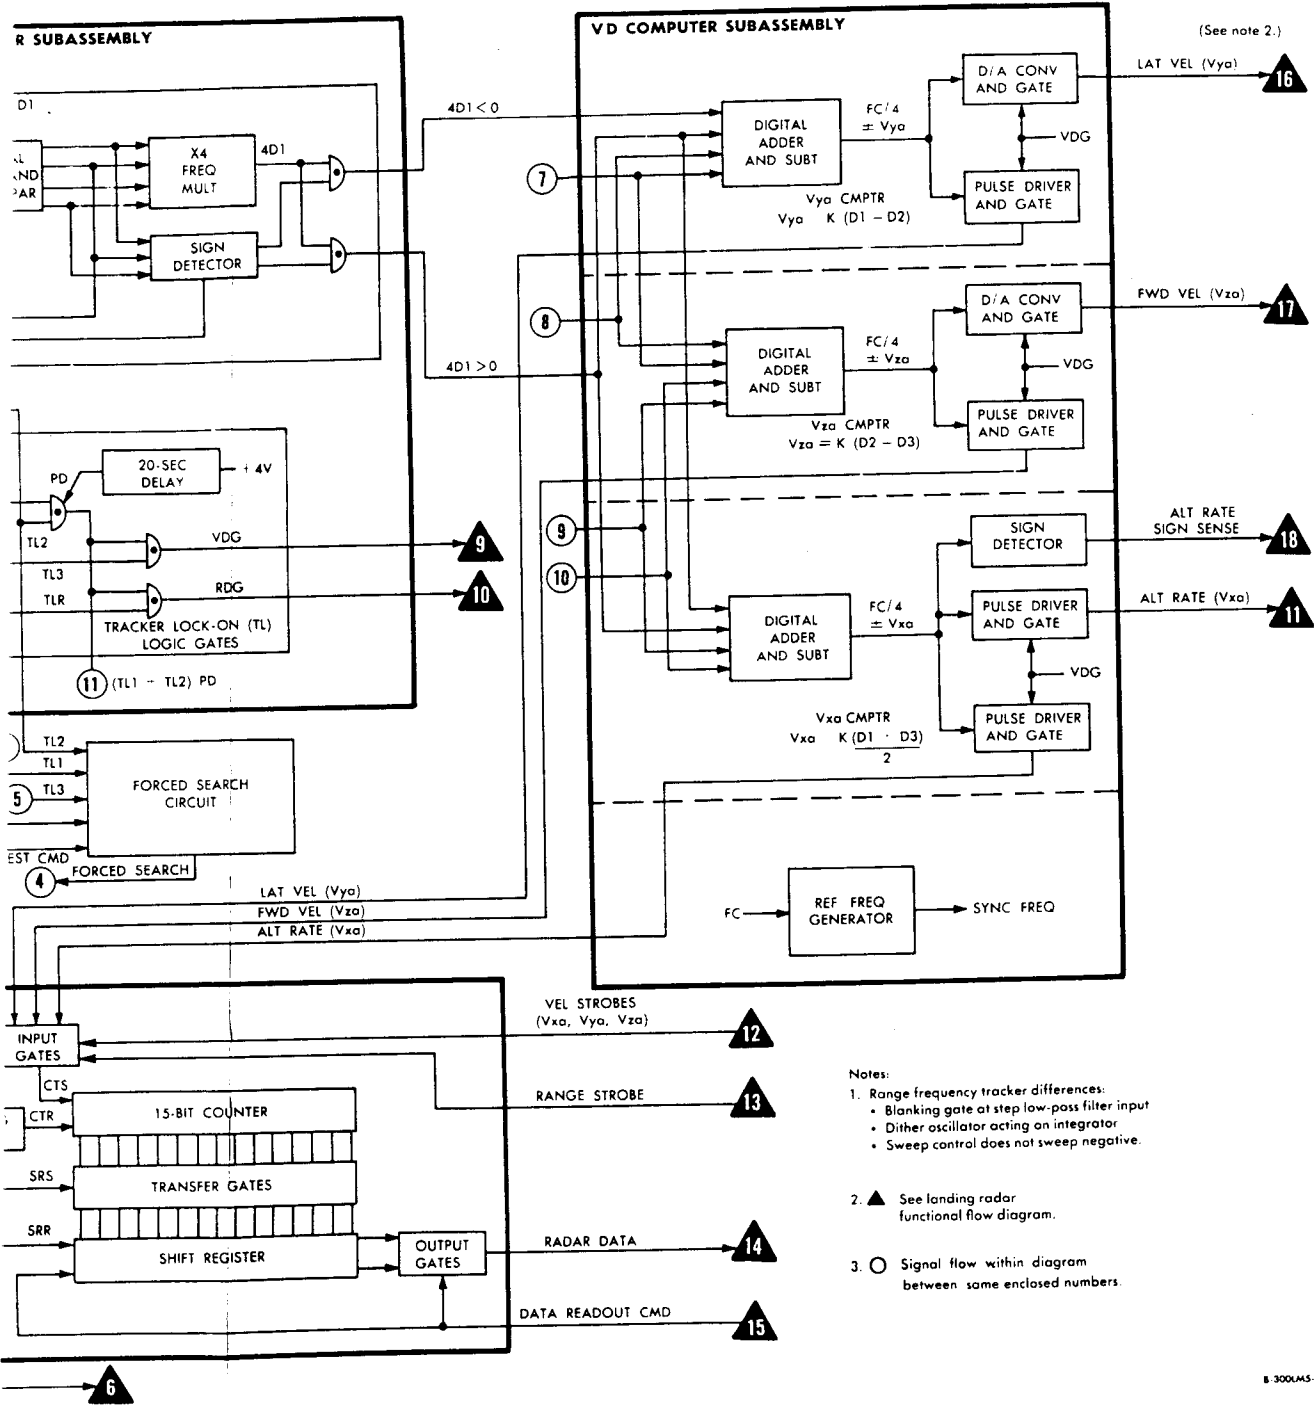 R SUBASSEMBLY
D1
AND
PAR
X4
FREQ
MULT
4D1
SIGN
DETECTOR
4D1<0
4D1>0
20-SEC
DELAY
+ 4V
PD
TL2
TL3
TLR
VDG
9
RDG
10
TRACKER LOCK-ON (TL)
LOGIC GATES
11
(TL1 + TL2) PD
TL2
TL1
5
TL3
EST CMD
FORCED SEARCH
CIRCUIT
4
FORCED SEARCH
LAT VEL (Vya)
FWD VEL (Vza)
ALT RATE (Vxa)
VD COMPUTER SUBASSEMBLY
(See note 2.)
7
DIGITAL
ADDER
AND SUBT
FC/4
± Vya
D/A CONV
AND GATE
LAT VEL (Vya)
16
VDG
PULSE DRIVER
AND GATE
Vya CMPTR
Vya K (D1 − D2)
8
DIGITAL
ADDER
AND SUBT
FC/4
± Vza
D/A CONV
AND GATE
FWD VEL (Vza)
17
VDG
PULSE DRIVER
AND GATE
Vza CMPTR
Vza = K (D2 − D3)
9
10
DIGITAL
ADDER
AND SUBT
FC/4
± Vxa
SIGN
DETECTOR
ALT RATE
SIGN SENSE
18
PULSE DRIVER
AND GATE
ALT RATE (Vxa)
11
VDG
PULSE DRIVER
AND GATE
Vxa CMPTR
Vxa K (D1 · D3)
2
FC
REF FREQ
GENERATOR
SYNC FREQ
INPUT
GATES
VEL STROBES
(Vxa, Vya, Vza)
12
RANGE STROBE
13
CTS
S
CTR
15-BIT COUNTER
SRS
TRANSFER GATES
SRR
SHIFT REGISTER
OUTPUT
GATES
RADAR DATA
14
DATA READOUT CMD
15
6
Notes:
1. Range frequency tracker differences:
• Blanking gate at step low-pass filter input
• Dither oscillator acting on integrator
• Sweep control does not sweep negative.
2. ▲ See landing radar
functional flow diagram.
3. ○ Signal flow within diagram
between same enclosed numbers.
B-300LM5-